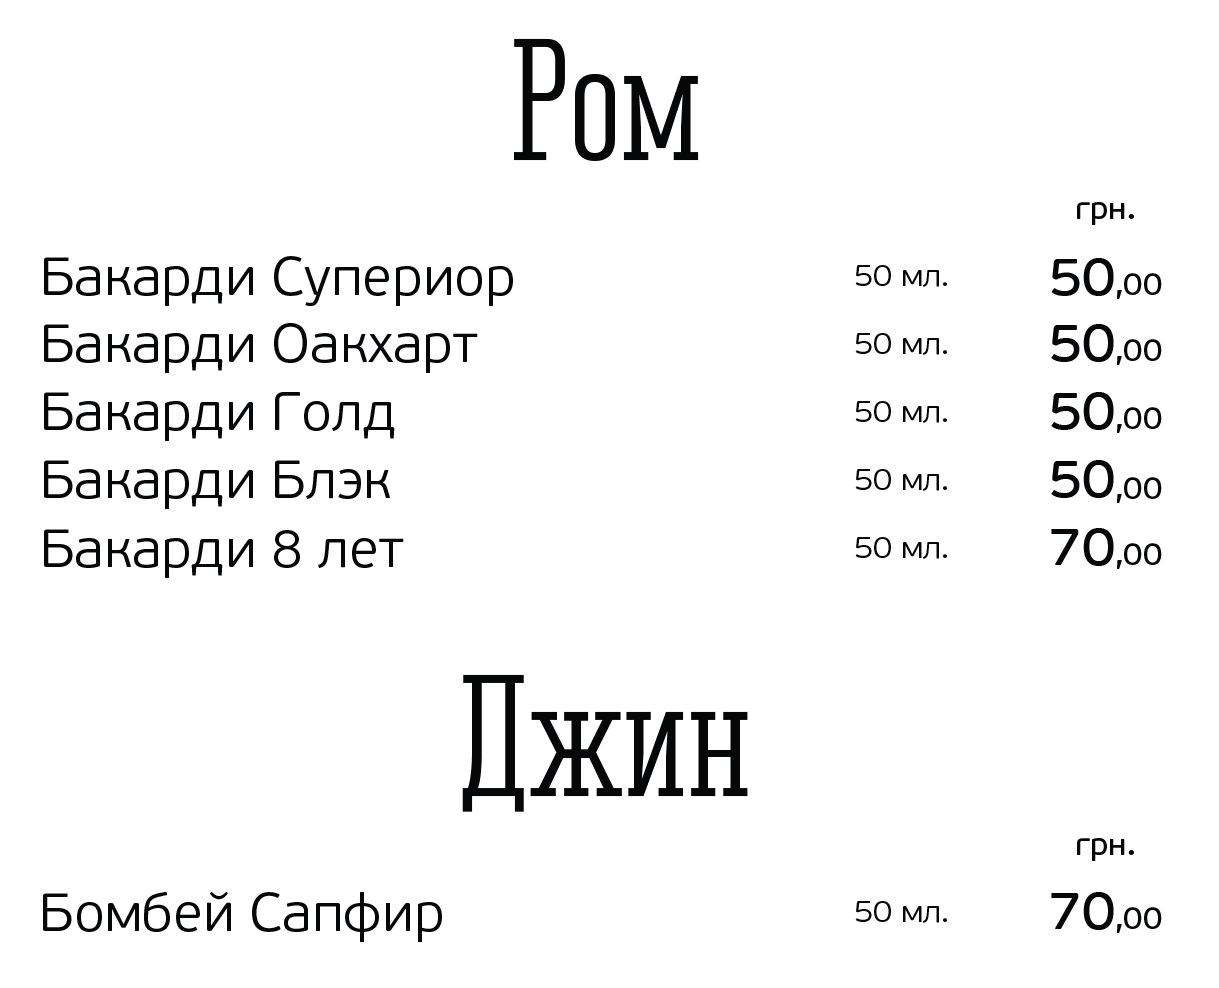 Ром
грн.
Бакарди Супериор 50 мл. 50,00
Бакарди Оакхарт 50 мл. 50,00
Бакарди Голд 50 мл. 50,00
Бакарди Блэк 50 мл. 50,00
Бакарди 8 лет 50 мл. 70,00
Джин
грн.
Бомбей Сапфир 50 мл. 70,00